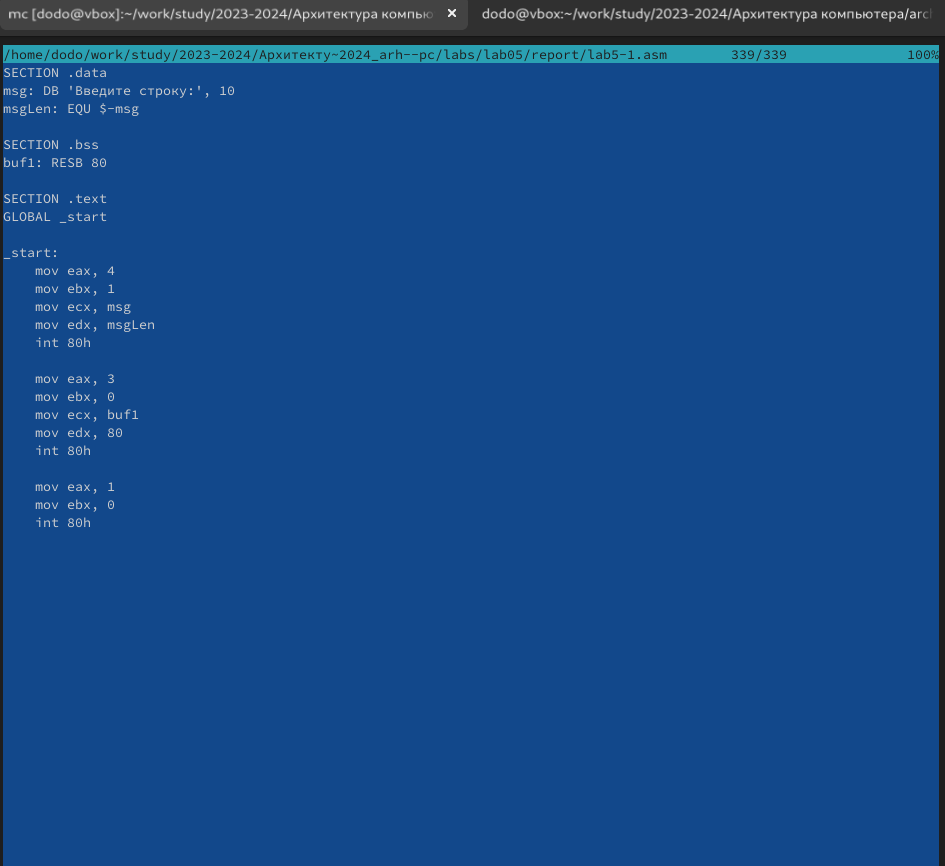 mc [dodo@vbox]:~/work/study/2023-2024/Архитектура компью × dodo@vbox:~/work/study/2023-2024/Архитектура компьютера/arc
/home/dodo/work/study/2023-2024/Архитекту~2024_arh--pc/labs/lab05/report/lab5-1.asm 339/339 100%
SECTION .data
msg: DB 'Введите строку:', 10
msgLen: EQU $-msg
SECTION .bss
buf1: RESB 80
SECTION .text
GLOBAL _start
_start:
mov eax, 4
mov ebx, 1
mov ecx, msg
mov edx, msgLen
int 80h
mov eax, 3
mov ebx, 0
mov ecx, buf1
mov edx, 80
int 80h
mov eax, 1
mov ebx, 0
int 80h